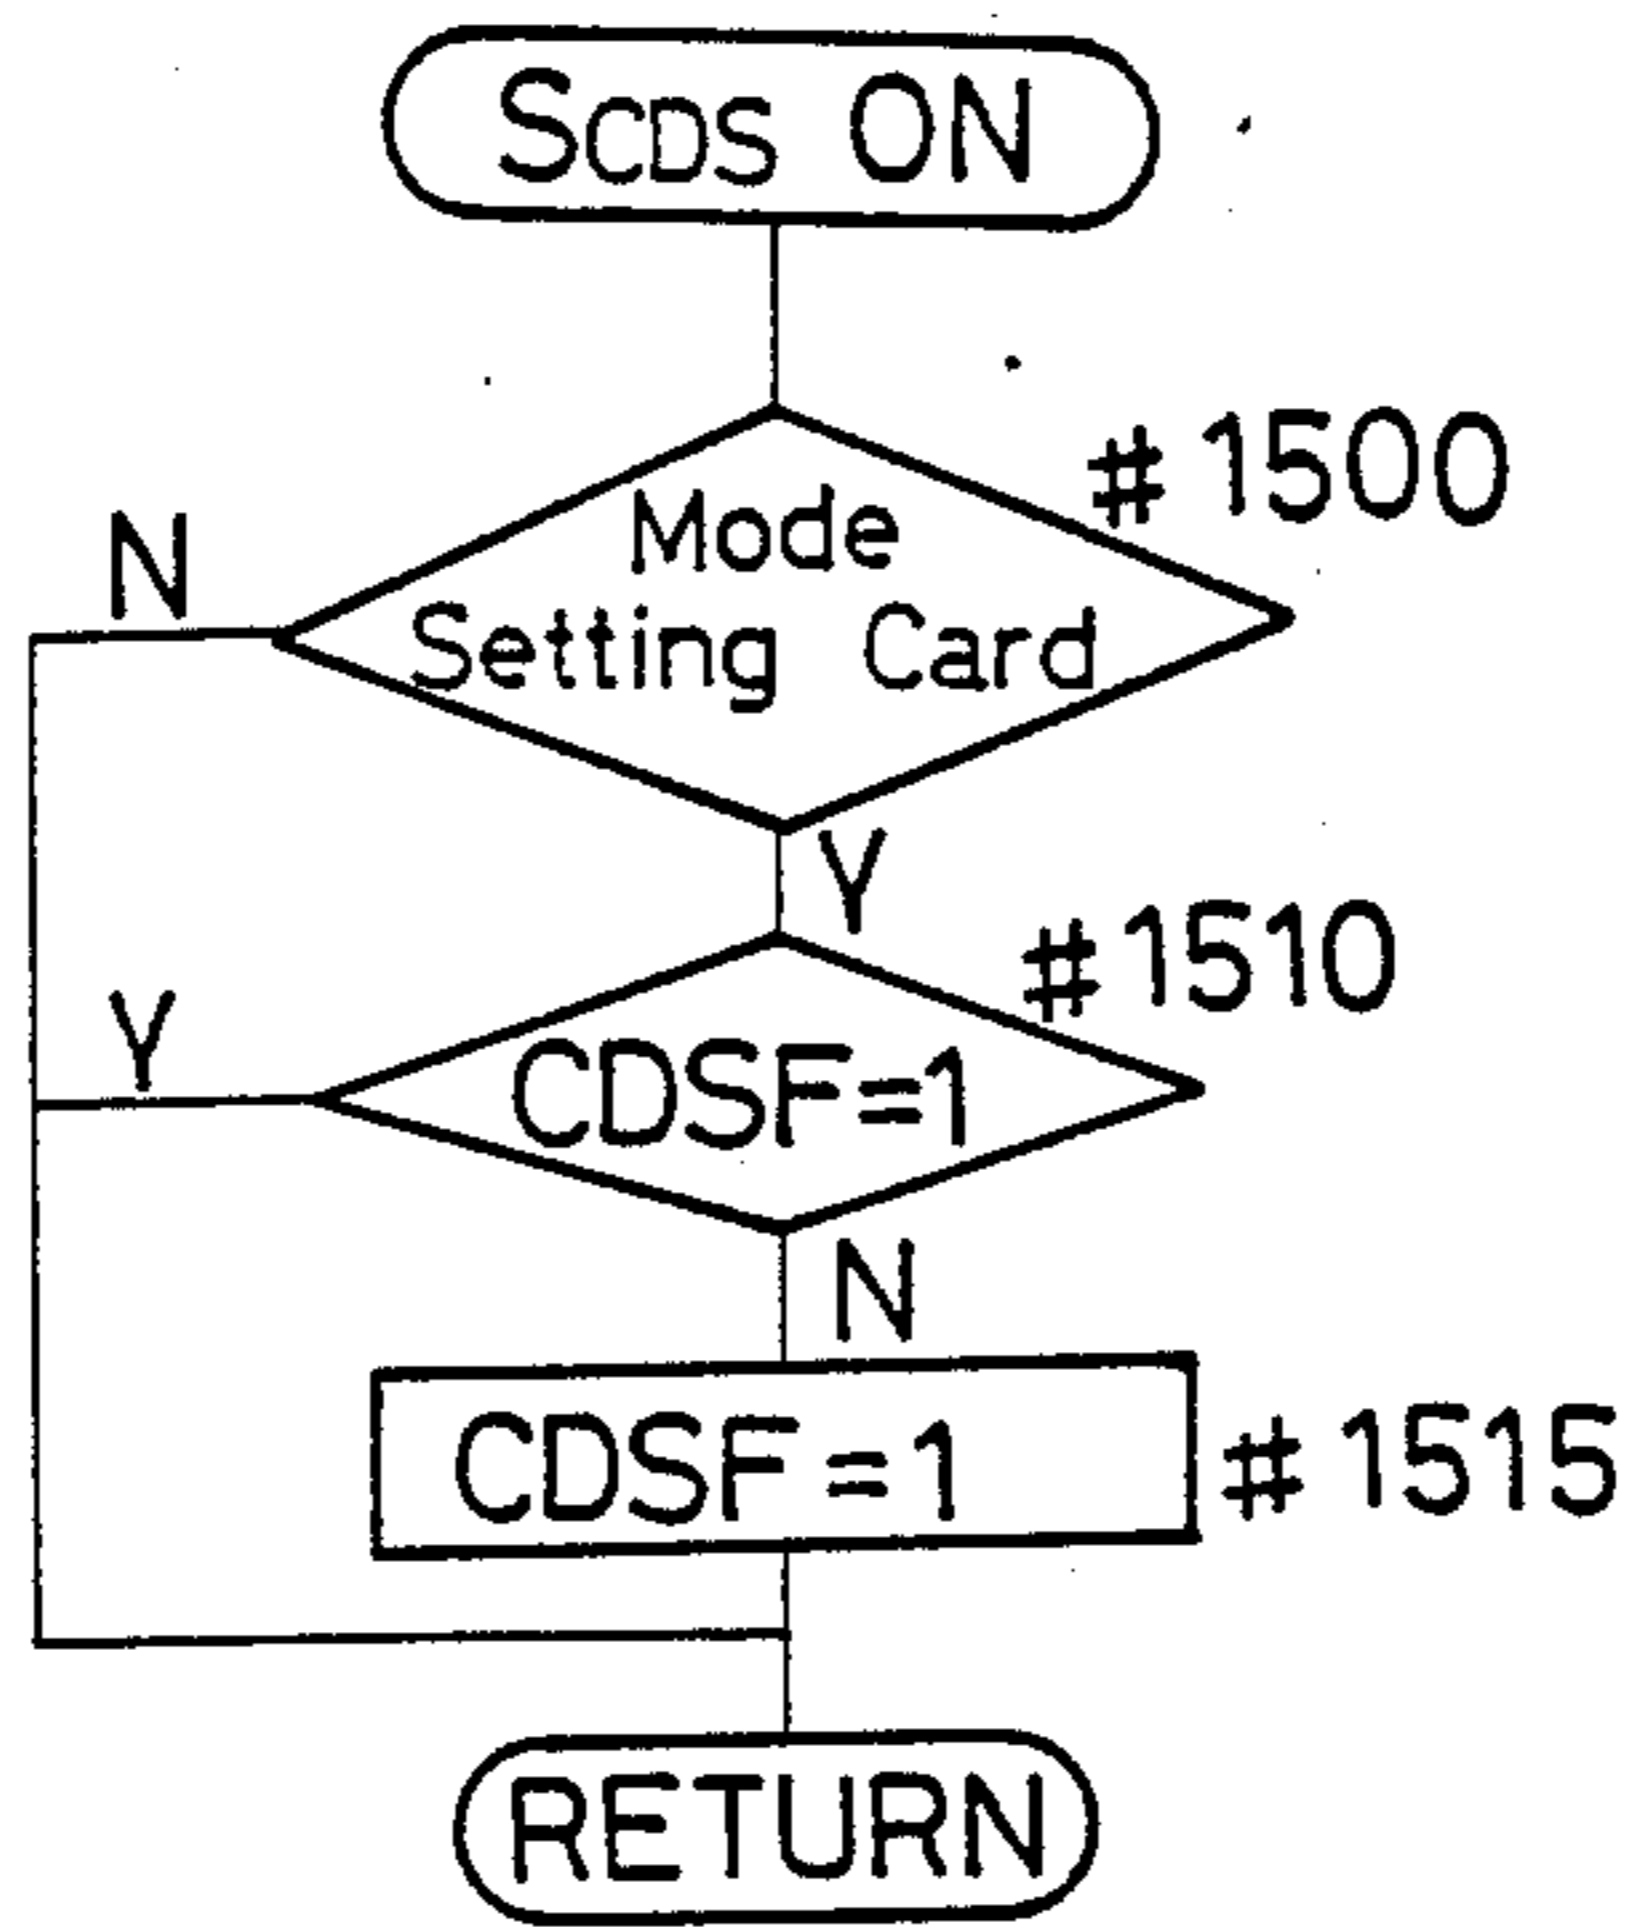 SCDS ON
#1500
Mode
Setting Card
N
Y
#1510
CDSF=1
Y
N
CDSF=1
#1515
RETURN